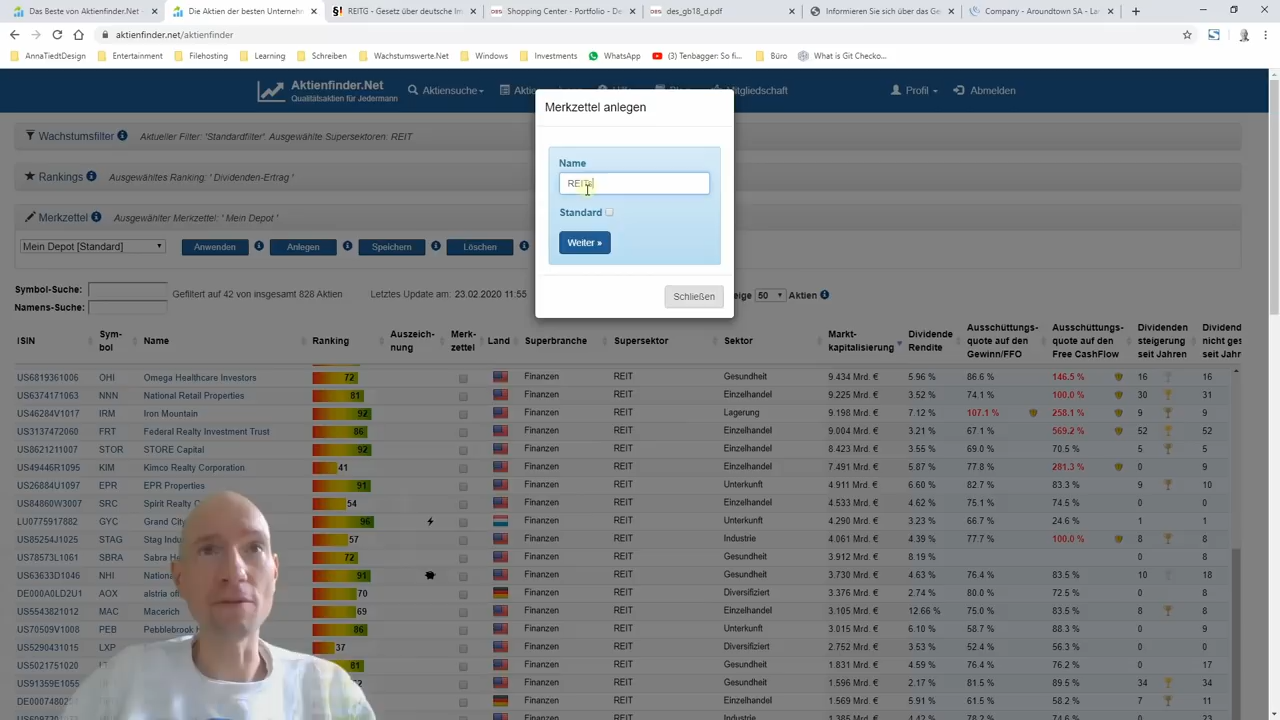 Das Beste von Aktienfinder.Net - 
Die Aktien der besten Unternehm
REITG - Gesetz über deutsche Im
Shopping Center - Portfolio - De
des_gb18_d.pdf
Informieren Sie sich über das Ge
Company - Aroundtown SA - La
aktienfinder.net/aktienfinder
AnnaTiedtDesign Entertainment Filehosting Learning Schreiben Wachstumswerte.Net Windows Investments WhatsApp (3) Tenbagger: So fi... Büro What is Git Checko...
Aktienfinder.Net
Qualitätsaktien für Jedermann
Aktiensuche
Profil Abmelden
Merkzettel anlegen
Name
REITs
Standard
Weiter »
Schließen
Wachstumsfilter Aktueller Filter: 'Standardfilter'. Ausgewählte Supersektoren: REIT
Rankings Ausgewähltes Ranking: ' Dividenden-Ertrag '
Merkzettel Ausgewählter Merkzettel: ' Mein Depot '
Mein Depot [Standard] Anwenden Anlegen Speichern Löschen
Symbol-Suche:
Namens-Suche:
Gefiltert auf 42 von insgesamt 828 Aktien Letztes Update am: 23.02.2020 11:55 eige 50 Aktien
ISIN Sym-bol Name Ranking Auszeich-nung Merk-zettel Land Superbranche Supersektor Sektor Markt-kapitalisierung Dividende Rendite Ausschüttungs-quote auf den Gewinn/FFO Ausschüttungs-quote auf den Free CashFlow Dividenden steigerung seit Jahren Dividend nicht ges seit Jahr
US6819361006 OHI Omega Healthcare Investors 72 Finanzen REIT Gesundheit 9.434 Mrd. € 5.96 % 86.6 % 146.5 % 16 16
US6374171063 NNN National Retail Properties 81 Finanzen REIT Einzelhandel 9.225 Mrd. € 3.52 % 74.1 % 100.0 % 30 31
US46284V1017 IRM Iron Mountain 92 Finanzen REIT Lagerung 9.198 Mrd. € 7.12 % 107.1 % 258.1 % 9 9
US3137472060 FRT Federal Realty Investment Trust 86 Finanzen REIT Einzelhandel 9.004 Mrd. € 3.21 % 67.1 % 569.2 % 52 52
US8621211007 STOR STORE Capital 92 Finanzen REIT Einzelhandel 8.423 Mrd. € 3.55 % 69.0 % 70.5 % 5 5
US49446R1095 KIM Kimco Realty Corporation 41 Finanzen REIT Einzelhandel 7.491 Mrd. € 5.87 % 77.8 % 281.3 % 0 9
US26884U1097 EPR EPR Properties 91 Finanzen REIT Unterkunft 4.911 Mrd. € 6.60 % 82.7 % 83.3 % 9 10
US84860W3007 SRC Spirit Realty C 54 Finanzen REIT Einzelhandel 4.533 Mrd. € 4.62 % 75.1 % 74.5 % 0 0
LU0775917882 GYC Grand City 96 Finanzen REIT Unterkunft 4.290 Mrd. € 3.23 % 66.7 % 24.6 % 1 1
US85254J1025 STAG Stag Indu 57 Finanzen REIT Industrie 4.061 Mrd. € 4.39 % 77.7 % 100.0 % 8 8
US78573L1061 SBRA Sabra He 72 Finanzen REIT Gesundheit 3.912 Mrd. € 8.19 % 0 8
US63633D1046 NHI Nation 91 Finanzen REIT Gesundheit 3.730 Mrd. € 4.63 % 76.4 % 83.5 % 10 18
DE000A0LD2U1 AOX alstria of 70 Finanzen REIT Diversifiziert 3.376 Mrd. € 2.74 % 80.0 % 72.5 % 0 8
US5543821012 MAC Macerich 69 Finanzen REIT Einzelhandel 3.105 Mrd. € 12.66 % 75.0 % 83.5 % 8 8
US70509V1008 PEB Pebblebrook 86 Finanzen REIT Unterkunft 3.015 Mrd. € 6.10 % 58.7 % 88.3 % 0 9
US5290431015 LXP 37 Finanzen REIT Diversifiziert 2.752 Mrd. € 3.53 % 52.4 % 56.3 % 0 0
US5021751020 81 Finanzen REIT Gesundheit 1.831 Mrd. € 4.59 % 76.4 % 76.2 % 0 17
US91359E1055 Finanzen REIT Gesundheit 1.596 Mrd. € 2.17 % 81.5 % 89.5 % 34 34
Finanzen REIT Einzelhandel 1.569 Mrd. € 5.91 % 61.5 % 58.2 % 7 11